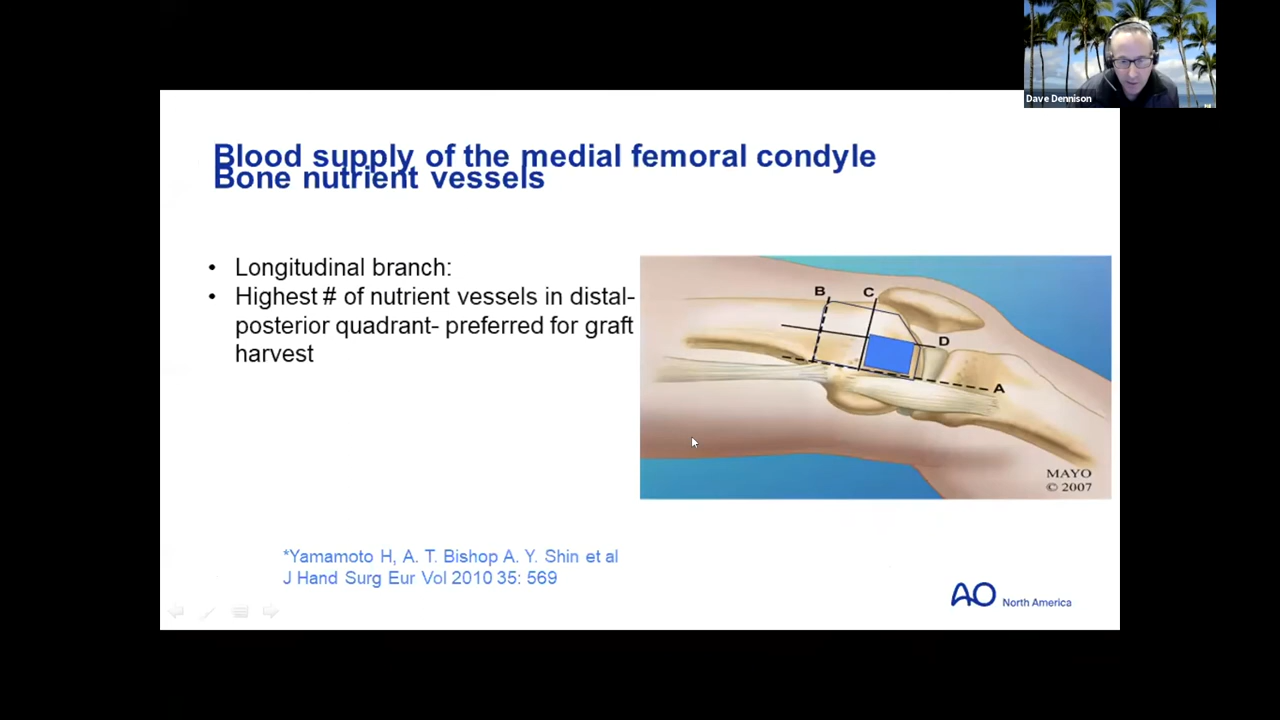 Dave Dennison
Blood supply of the medial femoral condyle
Bone nutrient vessels
• Longitudinal branch:
• Highest # of nutrient vessels in distal-
posterior quadrant- preferred for graft
harvest
B
C
D
A
MAYO
© 2007
*Yamamoto H, A. T. Bishop A. Y. Shin et al
J Hand Surg Eur Vol 2010 35: 569
AO North America